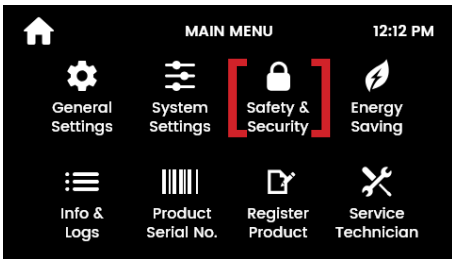 MAIN MENU
12:12 PM
General
Settings
System
Settings
Safety &
Security
Energy
Saving
Info &
Logs
Product
Serial No.
Register
Product
Service
Technician